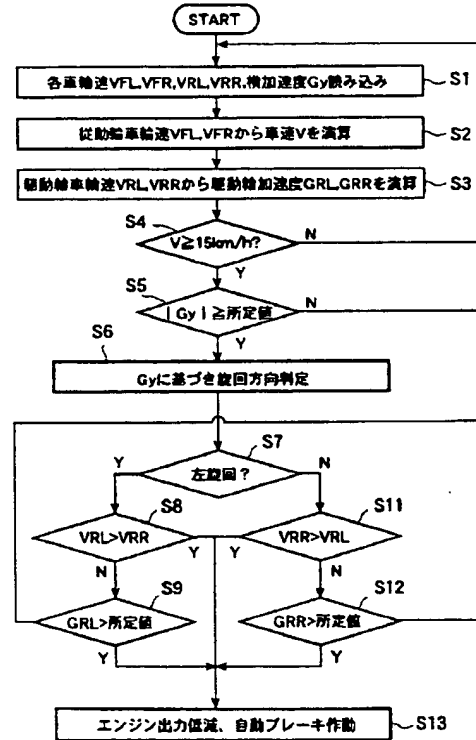 START
各車輪速VFL,VFR,VRL,VRR,横加速度Gy読み込み
S1
従動輪車輪速VFL,VFRから車速Vを演算
S2
駆動輪車輪速VRL,VRRから駆動輪加速度GRL,GRRを演算
S3
S4
V≧15km/h?
N
Y
S5
|Gy|≧所定値
N
Y
S6
Gyに基づき旋回方向判定
S7
Y
左旋回?
N
S8
S11
VRL>VRR
Y
Y
VRR>VRL
N
N
S9
S12
GRL>所定値
GRR>所定値
Y
Y
エンジン出力低減、自動ブレーキ作動
S13